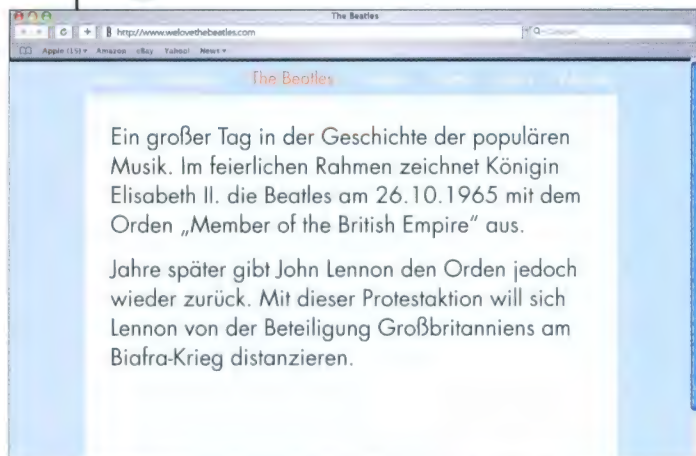 The Beatles
http://www.welovethebeatles.com
Apple (15) Amazon eBay Yahoo! News
The Beatles
Ein großer Tag in der Geschichte der populären
Musik. Im feierlichen Rahmen zeichnet Königin
Elisabeth II. die Beatles am 26.10.1965 mit dem
Orden „Member of the British Empire“ aus.
Jahre später gibt John Lennon den Orden jedoch
wieder zurück. Mit dieser Protestaktion will sich
Lennon von der Beteiligung Großbritanniens am
Biafra-Krieg distanzieren.